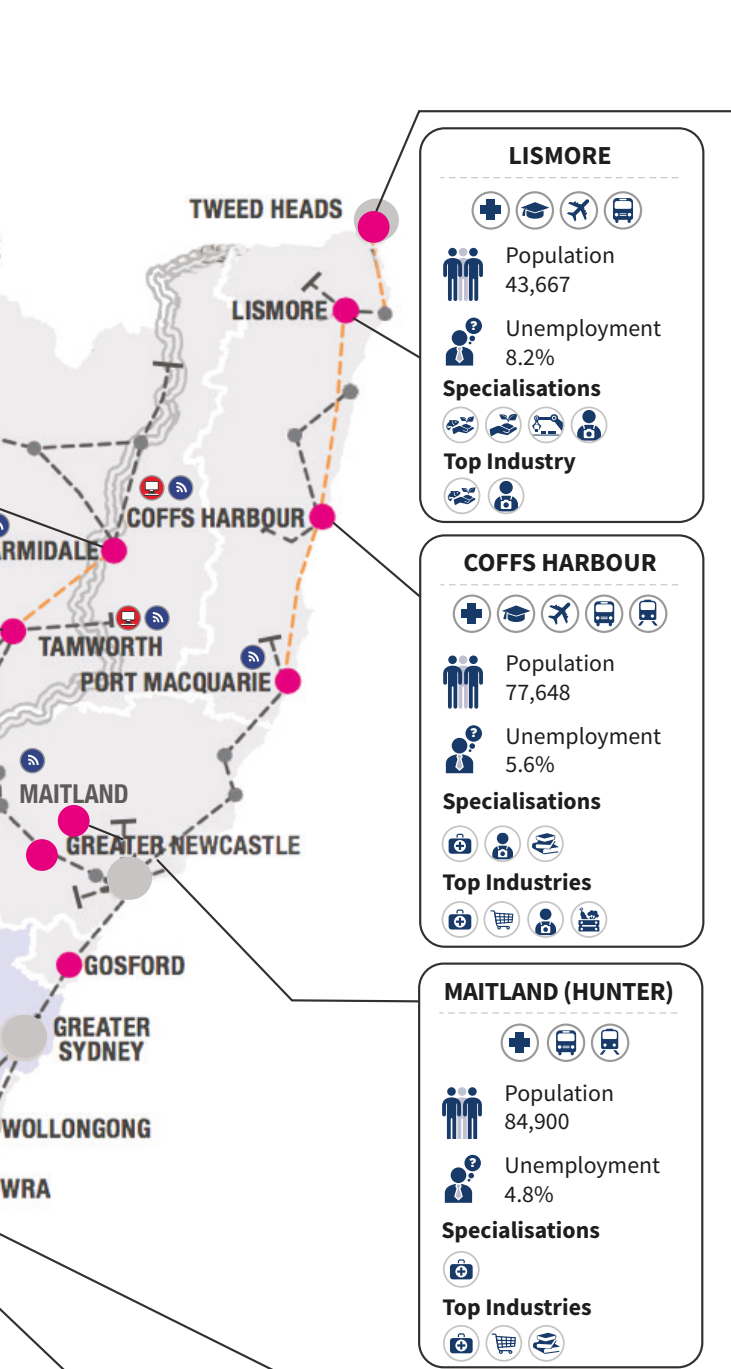 TWEED HEADS
LISMORE
COFFS HARBOUR
RMIDALE
TAMWORTH
PORT MACQUARIE
MAITLAND
GREATER NEWCASTLE
GOSFORD
GREATER
SYDNEY
WOLLONGONG
WRA
LISMORE
Population
43,667
?
Unemployment
8.2%
Specialisations
Top Industry
COFFS HARBOUR
Population
77,648
?
Unemployment
5.6%
Specialisations
Top Industries
MAITLAND (HUNTER)
Population
84,900
?
Unemployment
4.8%
Specialisations
Top Industries